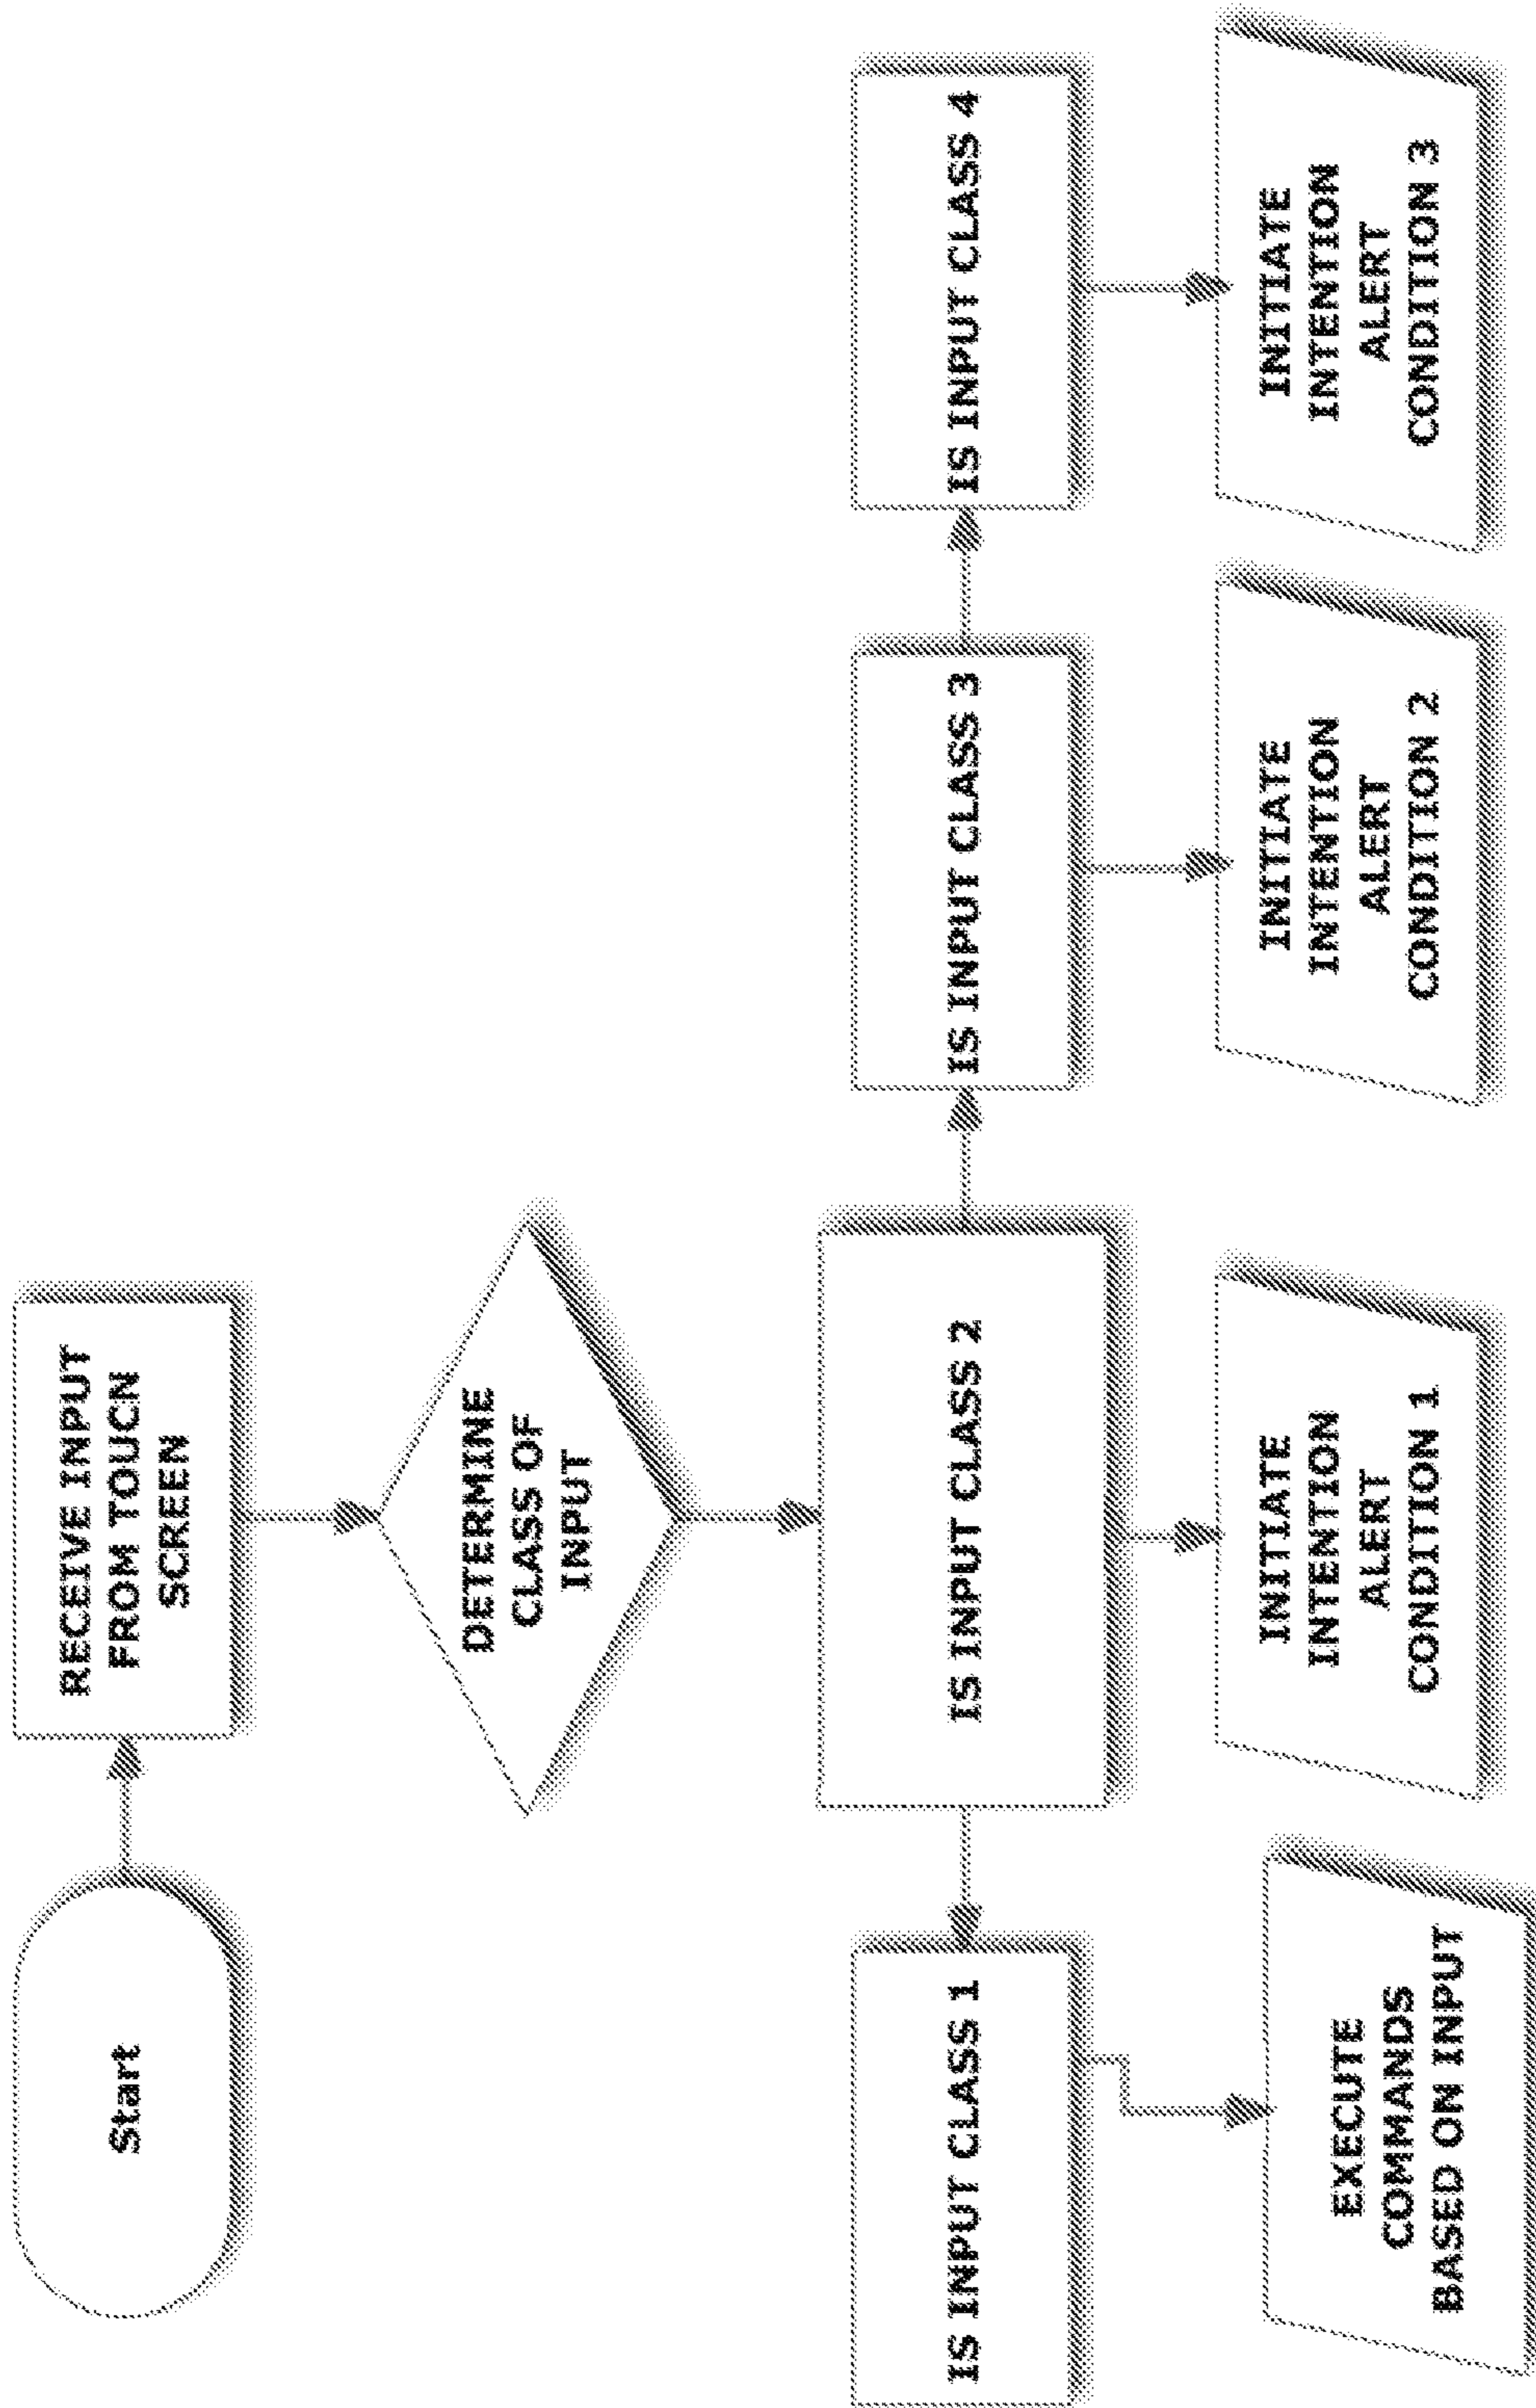 Start
RECEIVE INPUT
FROM TOUCN
SCREEN
DETERMINE
CLASS OF
INPUT
IS INPUT CLASS 1
IS INPUT CLASS 2
IS INPUT CLASS 3
IS INPUT CLASS 4
EXECUTE
COMMANDS
BASED ON INPUT
INITIATE
INTENTION
ALERT
CONDITION 1
INITIATE
INTENTION
ALERT
CONDITION 2
INITIATE
INTENTION
ALERT
CONDITION 3